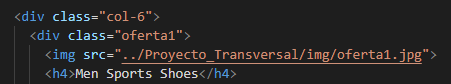 <div class="col-6">
<div class="oferta1">
<img src="../Proyecto_Transversal/img/oferta1.jpg">
<h4>Men Sports Shoes</h4>